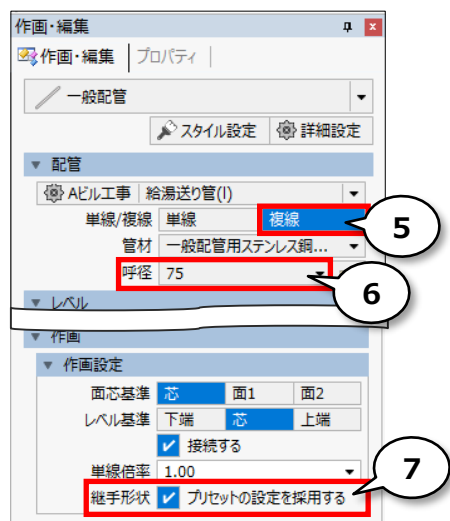 作画・編集
作画・編集 プロパティ
一般配管
スタイル設定 詳細設定
配管
Aビル工事 給湯送り管(I)
単線/複線 単線 複線
5
管材 一般配管用ステンレス鋼...
呼径 75
6
レベル
作画
作画設定
面芯基準 芯 面1 面2
レベル基準 下端 芯 上端
接続する
単線倍率 1.00
7
継手形状 プリセットの設定を採用する